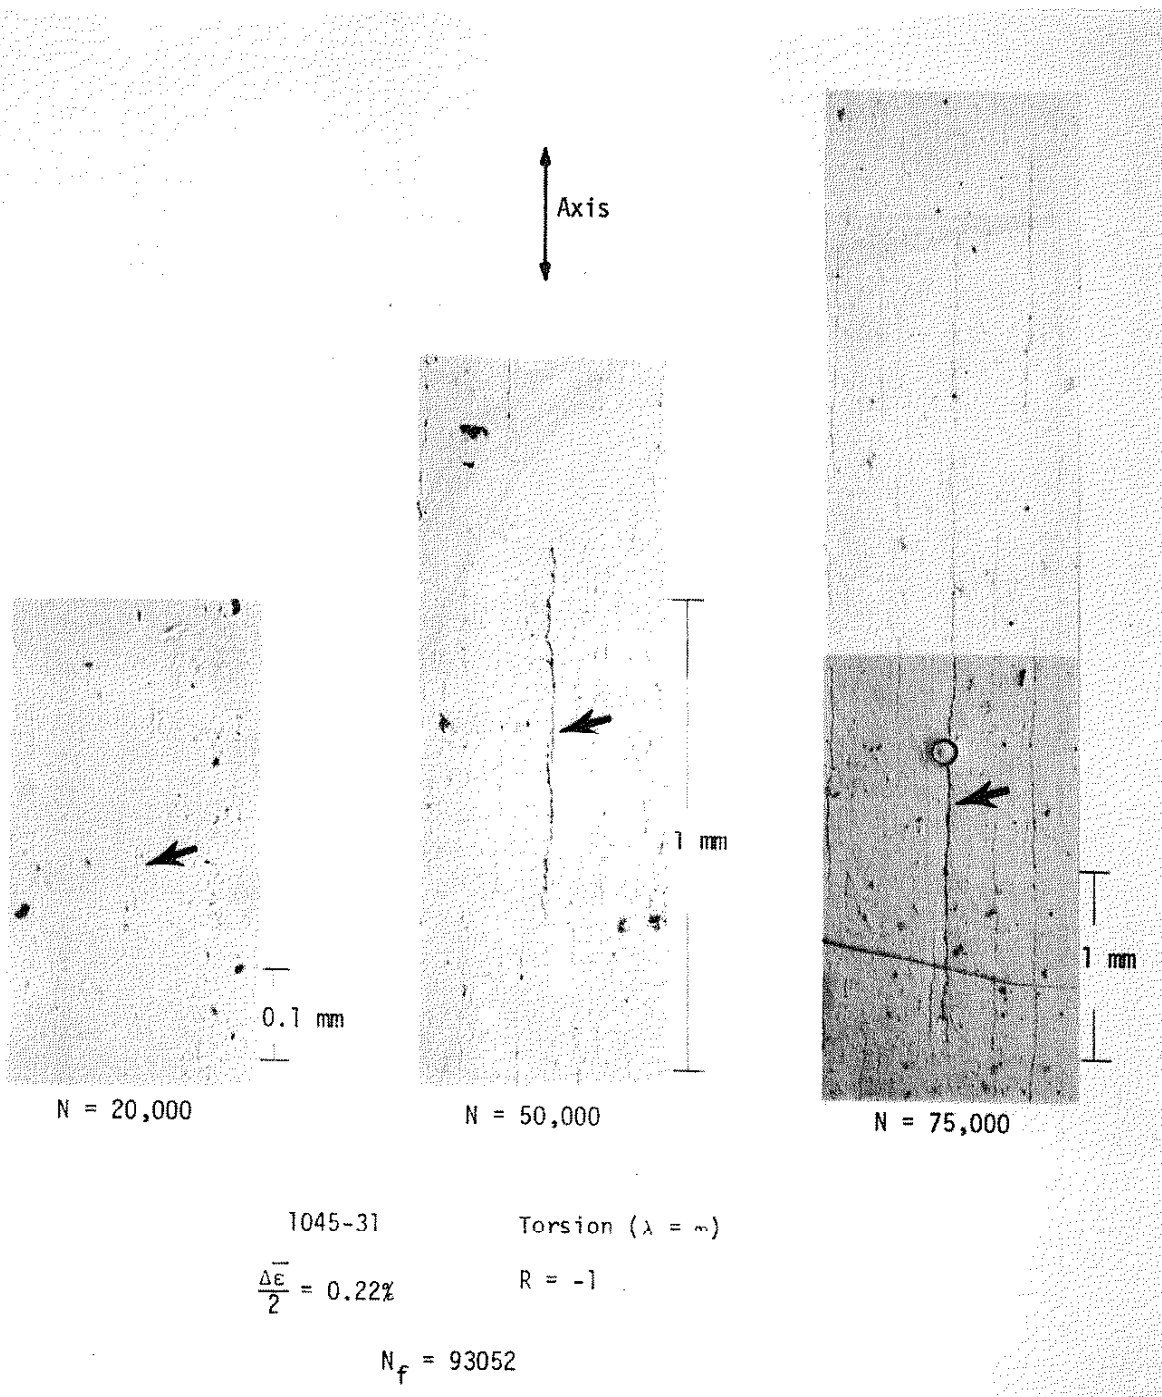 Axis
1 mm
0.1 mm
1 mm
N = 20,000
N = 50,000
N = 75,000
1045-31
Torsion (λ = ∞)
Δε̅/2 = 0.22%
R = -1
N_f = 93052